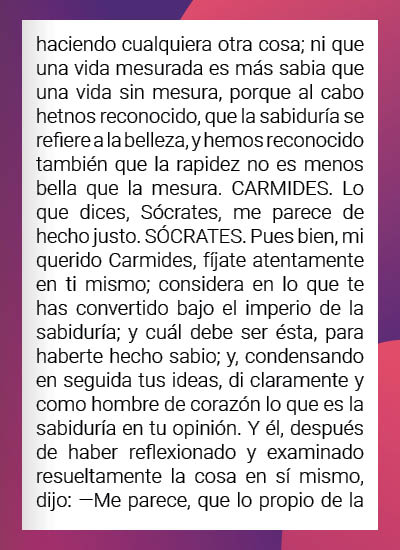 haciendo cualquiera otra cosa; ni que
una vida mesurada es más sabia que
una vida sin mesura, porque al cabo
hetnos reconocido, que la sabiduría se
refiere a la belleza, y hemos reconocido
también que la rapidez no es menos
bella que la mesura. CARMIDES. Lo
que dices, Sócrates, me parece de
hecho justo. SÓCRATES. Pues bien, mi
querido Carmides, fíjate atentamente
en ti mismo; considera en lo que te
has convertido bajo el imperio de la
sabiduría; y cuál debe ser ésta, para
haberte hecho sabio; y, condensando
en seguida tus ideas, di claramente y
como hombre de corazón lo que es la
sabiduría en tu opinión. Y él, después
de haber reflexionado y examinado
resueltamente la cosa en sí mismo,
dijo: —Me parece, que lo propio de la